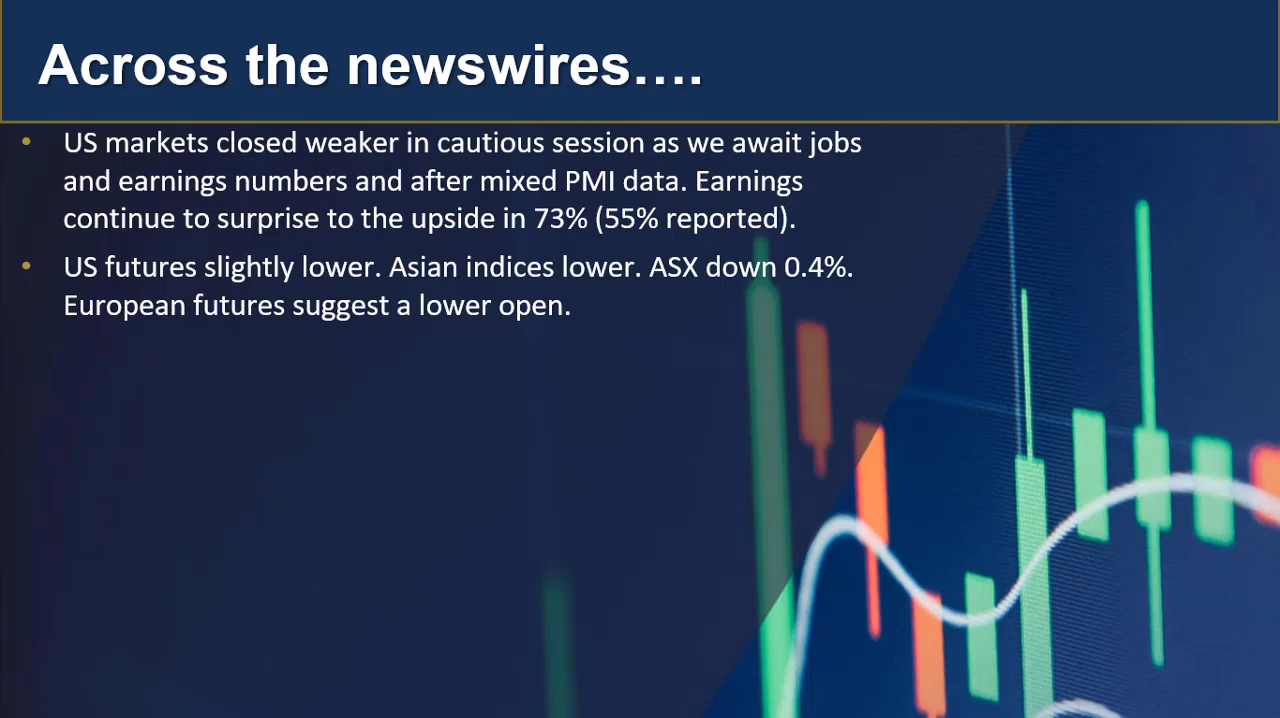 Across the newswires….
• US markets closed weaker in cautious session as we await jobs
and earnings numbers and after mixed PMI data. Earnings
continue to surprise to the upside in 73% (55% reported).
• US futures slightly lower. Asian indices lower. ASX down 0.4%.
European futures suggest a lower open.